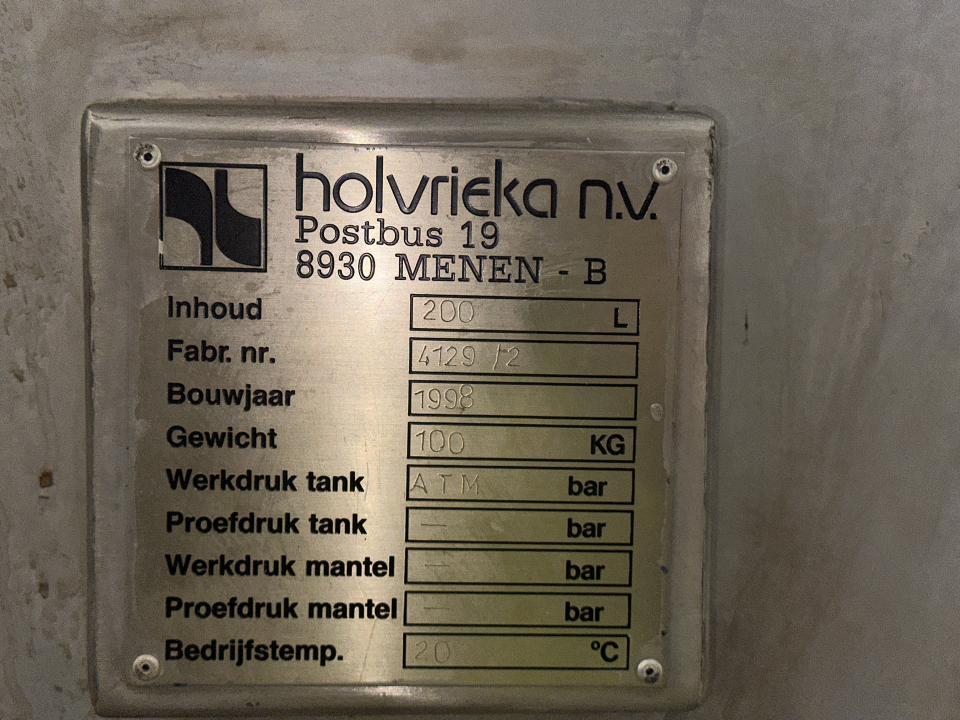 holvrieka n.v.
Postbus 19
8930 MENEN - B
Inhoud 200 L
Fabr. nr. 4129 /2
Bouwjaar 1998
Gewicht 100 KG
Werkdruk tank ATM bar
Proefdruk tank — bar
Werkdruk mantel — bar
Proefdruk mantel — bar
Bedrijfstemp. 20 °C